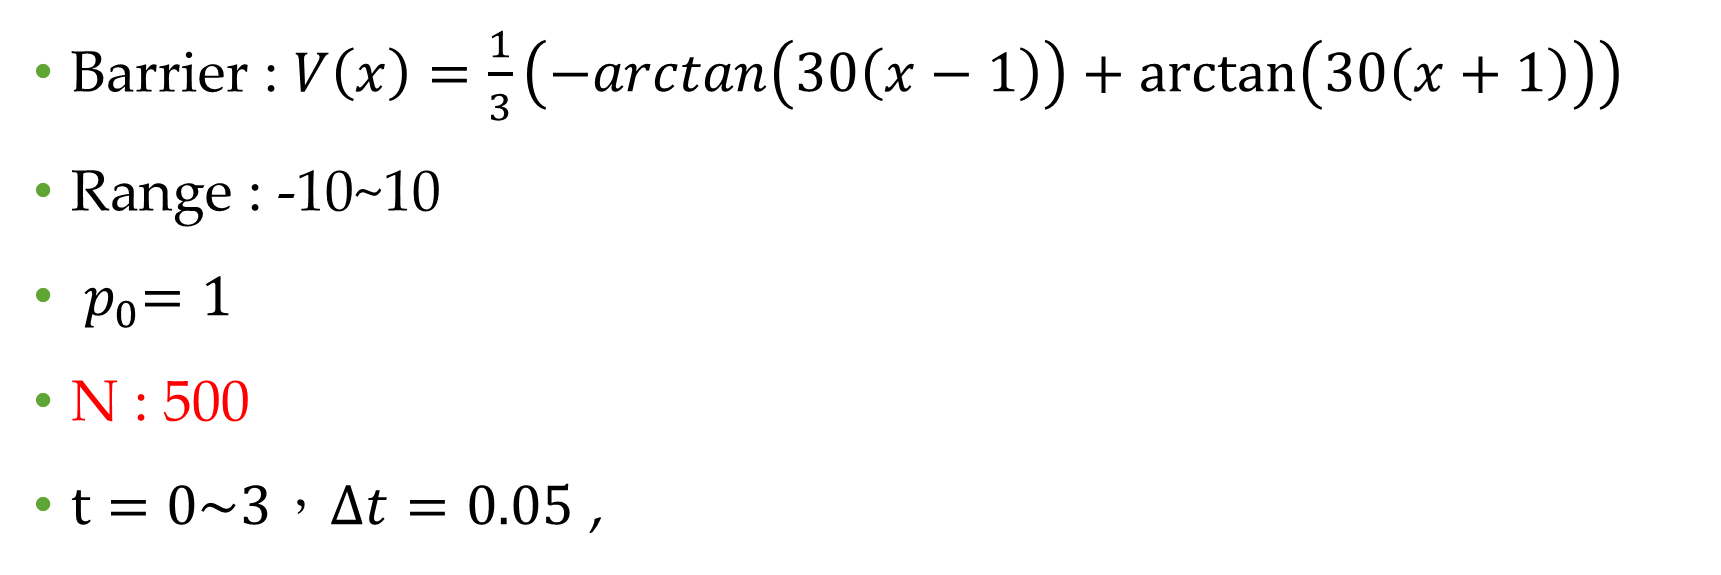 • Barrier : V(x) = 1/3 (−arctan(30(x − 1)) + arctan(30(x + 1)))
• Range : -10~10
• p₀= 1
• N : 500
• t = 0~3，Δt = 0.05 ,